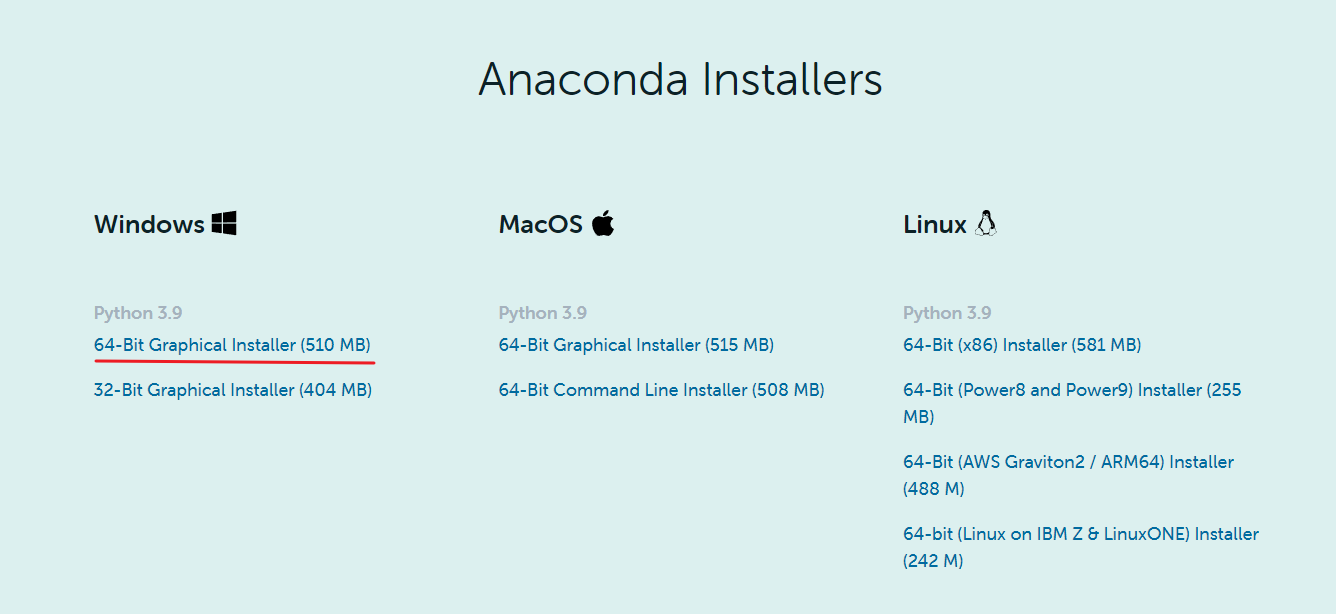 Anaconda Installers
Windows
Python 3.9
64-Bit Graphical Installer (510 MB)
32-Bit Graphical Installer (404 MB)
MacOS
Python 3.9
64-Bit Graphical Installer (515 MB)
64-Bit Command Line Installer (508 MB)
Linux
Python 3.9
64-Bit (x86) Installer (581 MB)
64-Bit (Power8 and Power9) Installer (255
MB)
64-Bit (AWS Graviton2 / ARM64) Installer
(488 M)
64-bit (Linux on IBM Z & LinuxONE) Installer
(242 M)